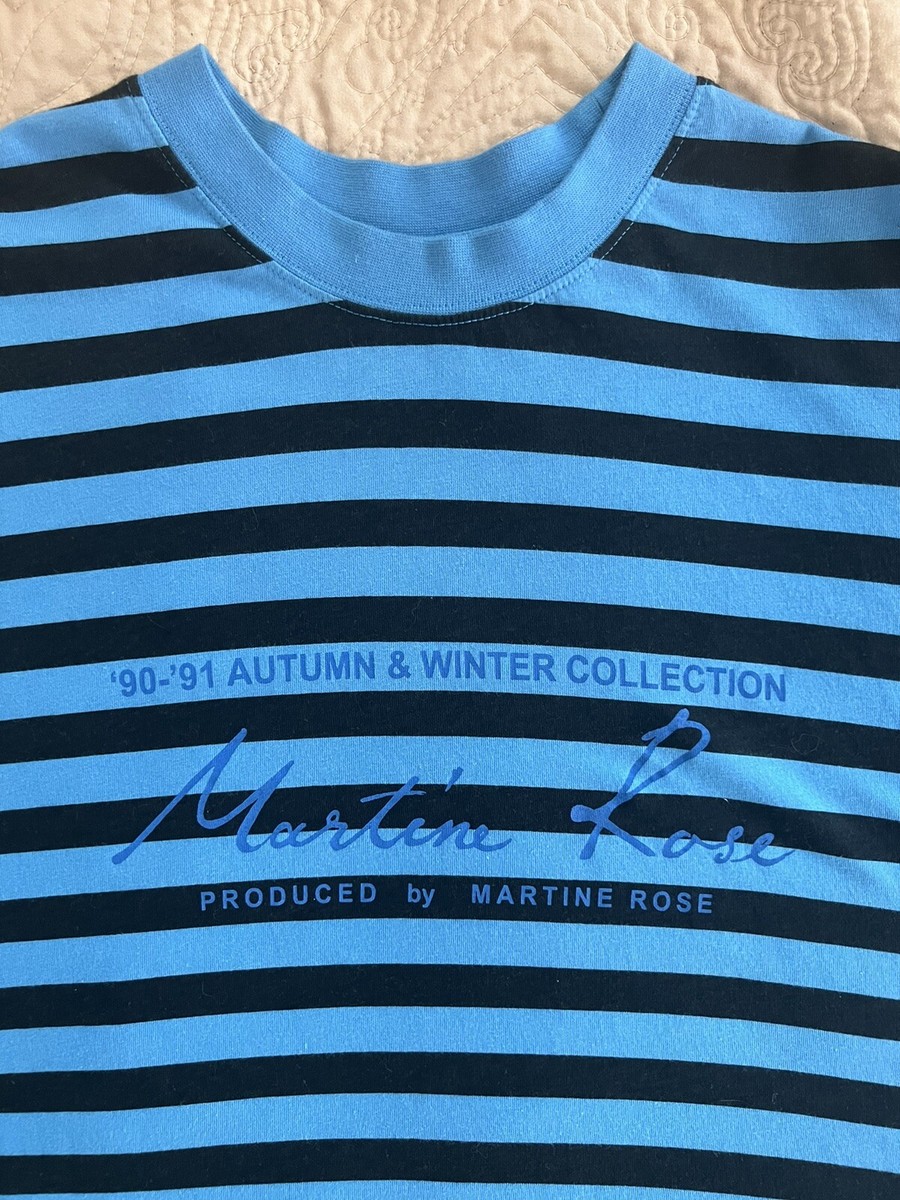 ‘90-’91 AUTUMN & WINTER COLLECTION
Martine Rose
PRODUCED by MARTINE ROSE